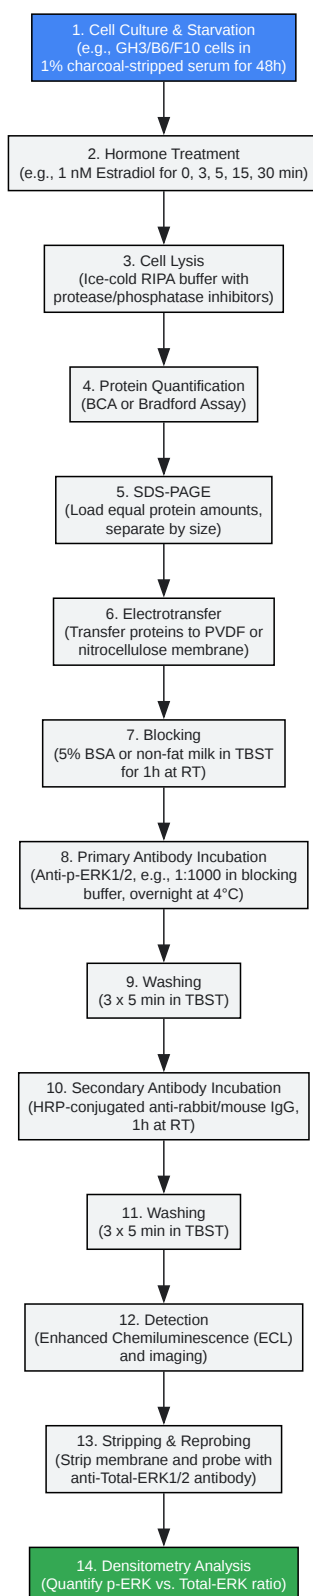 1. Cell Culture & Starvation
(e.g., GH3/B6/F10 cells in
1% charcoal-stripped serum for 48h)
2. Hormone Treatment
(e.g., 1 nM Estradiol for 0, 3, 5, 15, 30 min)
3. Cell Lysis
(Ice-cold RIPA buffer with
protease/phosphatase inhibitors)
4. Protein Quantification
(BCA or Bradford Assay)
5. SDS-PAGE
(Load equal protein amounts,
separate by size)
6. Electrotransfer
(Transfer proteins to PVDF or
nitrocellulose membrane)
7. Blocking
(5% BSA or non-fat milk in TBST
for 1h at RT)
8. Primary Antibody Incubation
(Anti-p-ERK1/2, e.g., 1:1000 in blocking
buffer, overnight at 4°C)
9. Washing
(3 x 5 min in TBST)
10. Secondary Antibody Incubation
(HRP-conjugated anti-rabbit/mouse IgG,
1h at RT)
11. Washing
(3 x 5 min in TBST)
12. Detection
(Enhanced Chemiluminescence (ECL)
and imaging)
13. Stripping & Reprobing
(Strip membrane and probe with
anti-Total-ERK1/2 antibody)
14. Densitometry Analysis
(Quantify p-ERK vs. Total-ERK ratio)